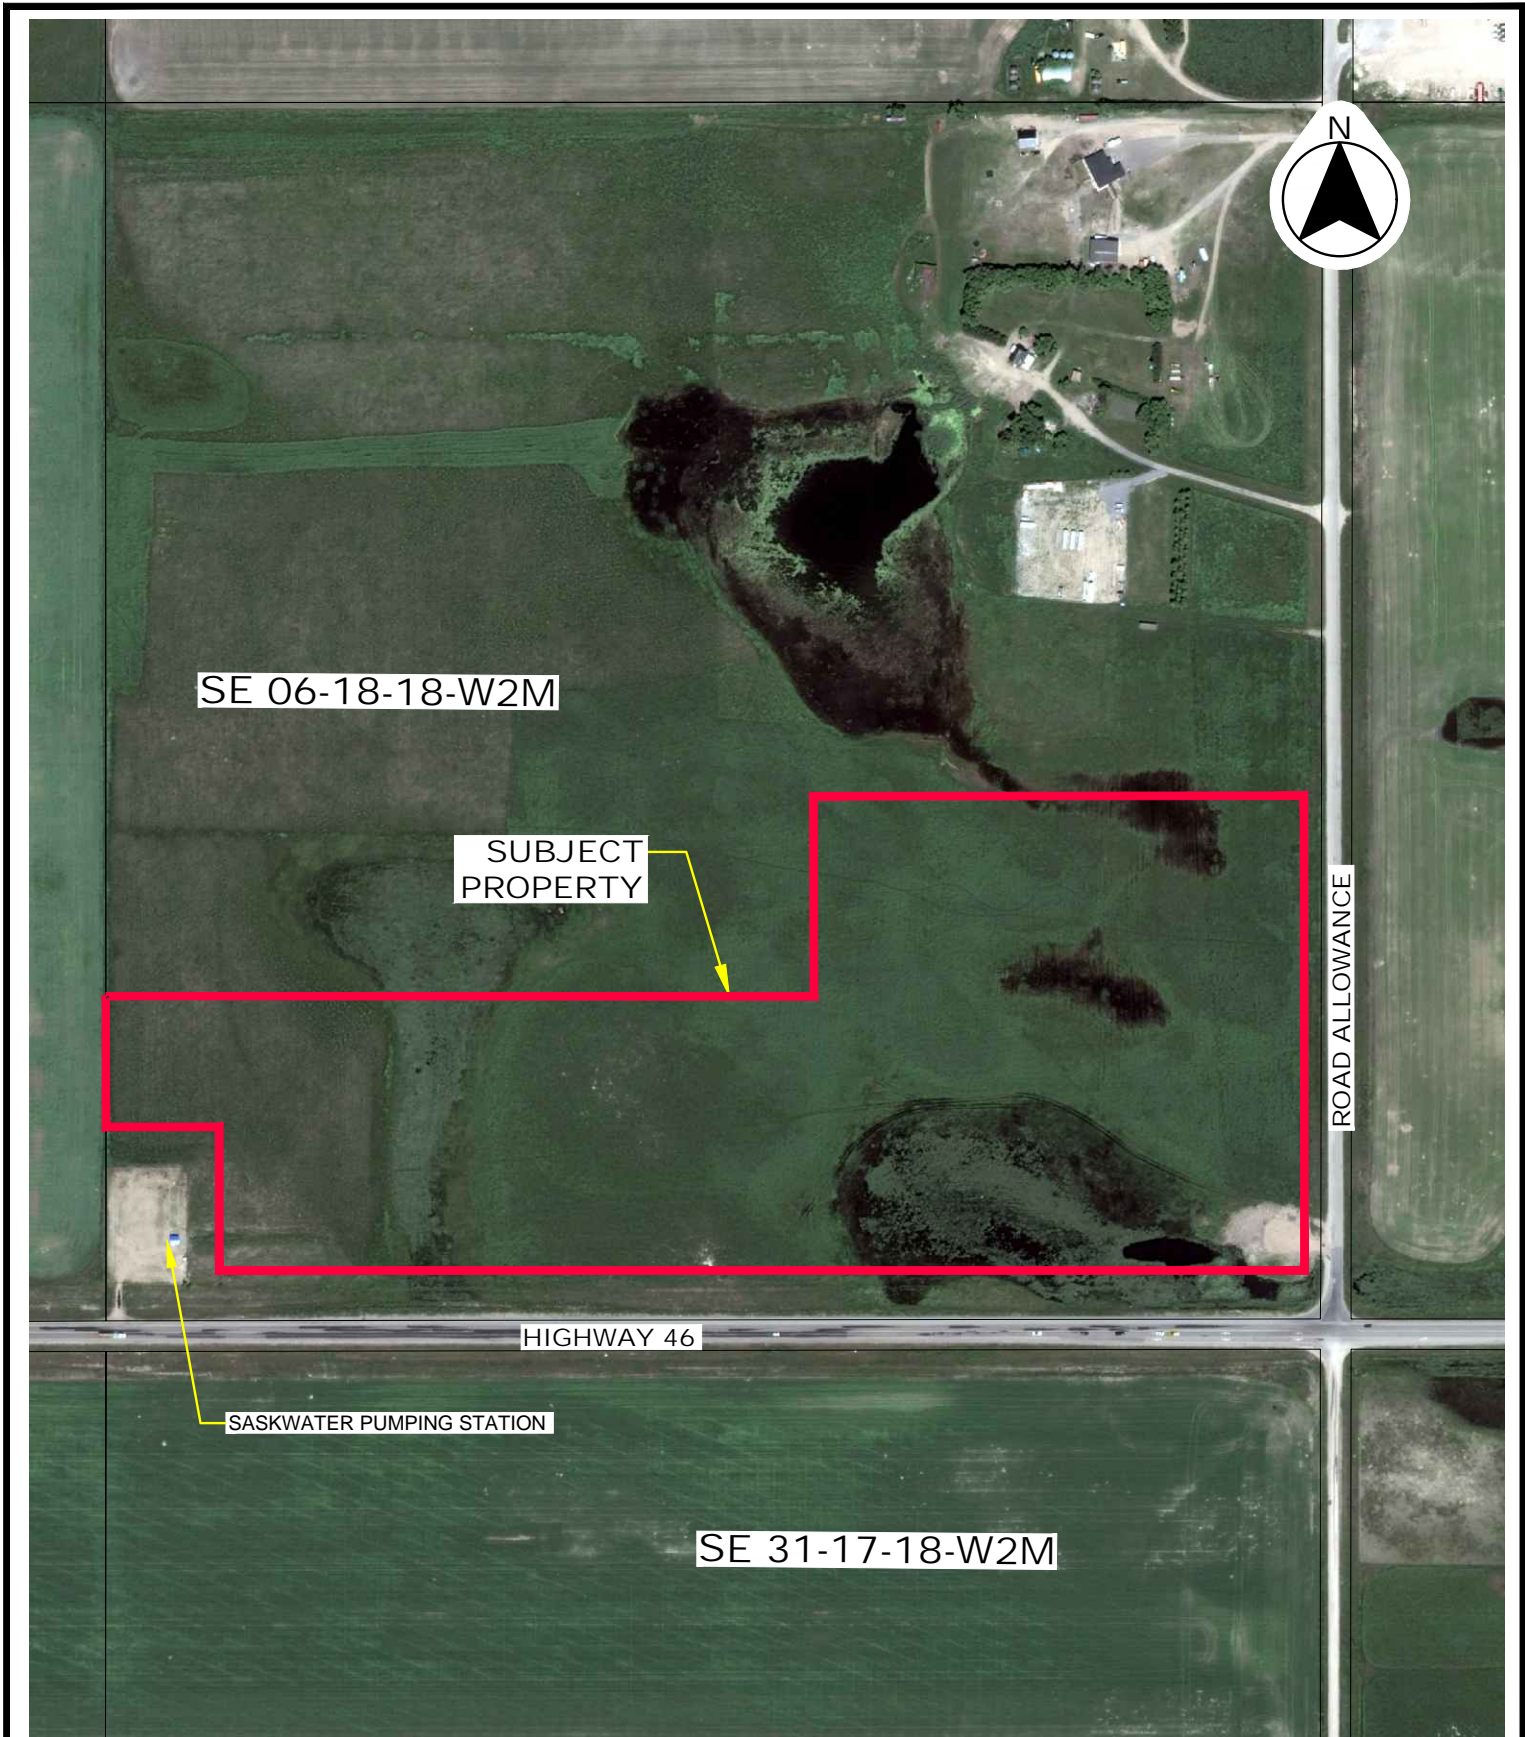 N
SE 06-18-18-W2M
SUBJECT
PROPERTY
ROAD ALLOWANCE
HIGHWAY 46
SASKWATER PUMPING STATION
SE 31-17-18-W2M